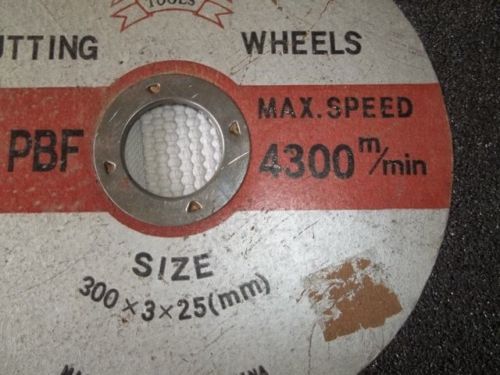 TOOLS
UTTING WHEELS
PBF
MAX.SPEED
4300 m/min
SIZE
300×3×25(mm)